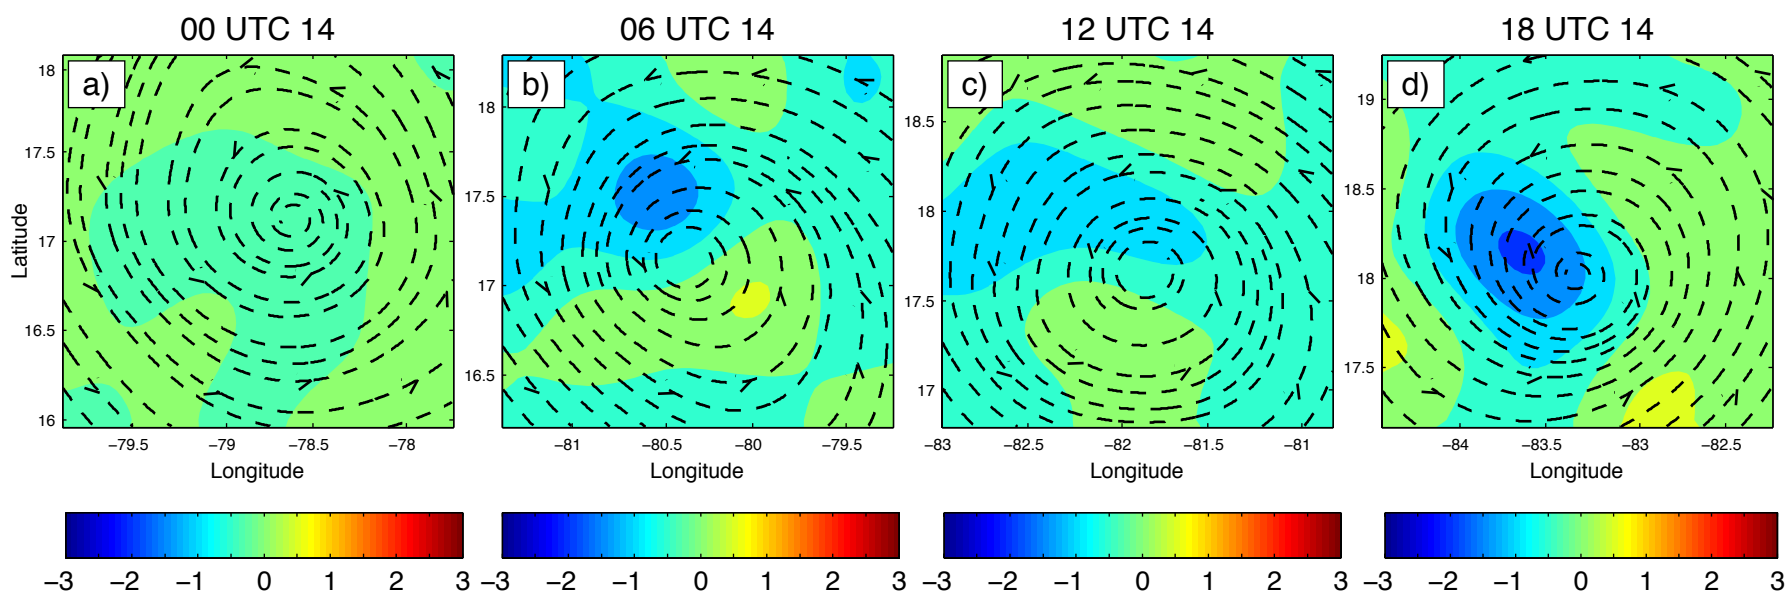 00 UTC 14
06 UTC 14
12 UTC 14
18 UTC 14
a)
b)
c)
d)
Latitude
18
17.5
17
16.5
16
18
17.5
17
16.5
18.5
18
17.5
17
19
18.5
18
17.5
−79.5 −79 −78.5 −78
−81 −80.5 −80 −79.5
−83 −82.5 −82 −81.5 −81
−84 −83.5 −83 −82.5
Longitude
Longitude
Longitude
Longitude
−3 −2 −1 0 1 2 3
−3 −2 −1 0 1 2 3
−3 −2 −1 0 1 2 3
−3 −2 −1 0 1 2 3